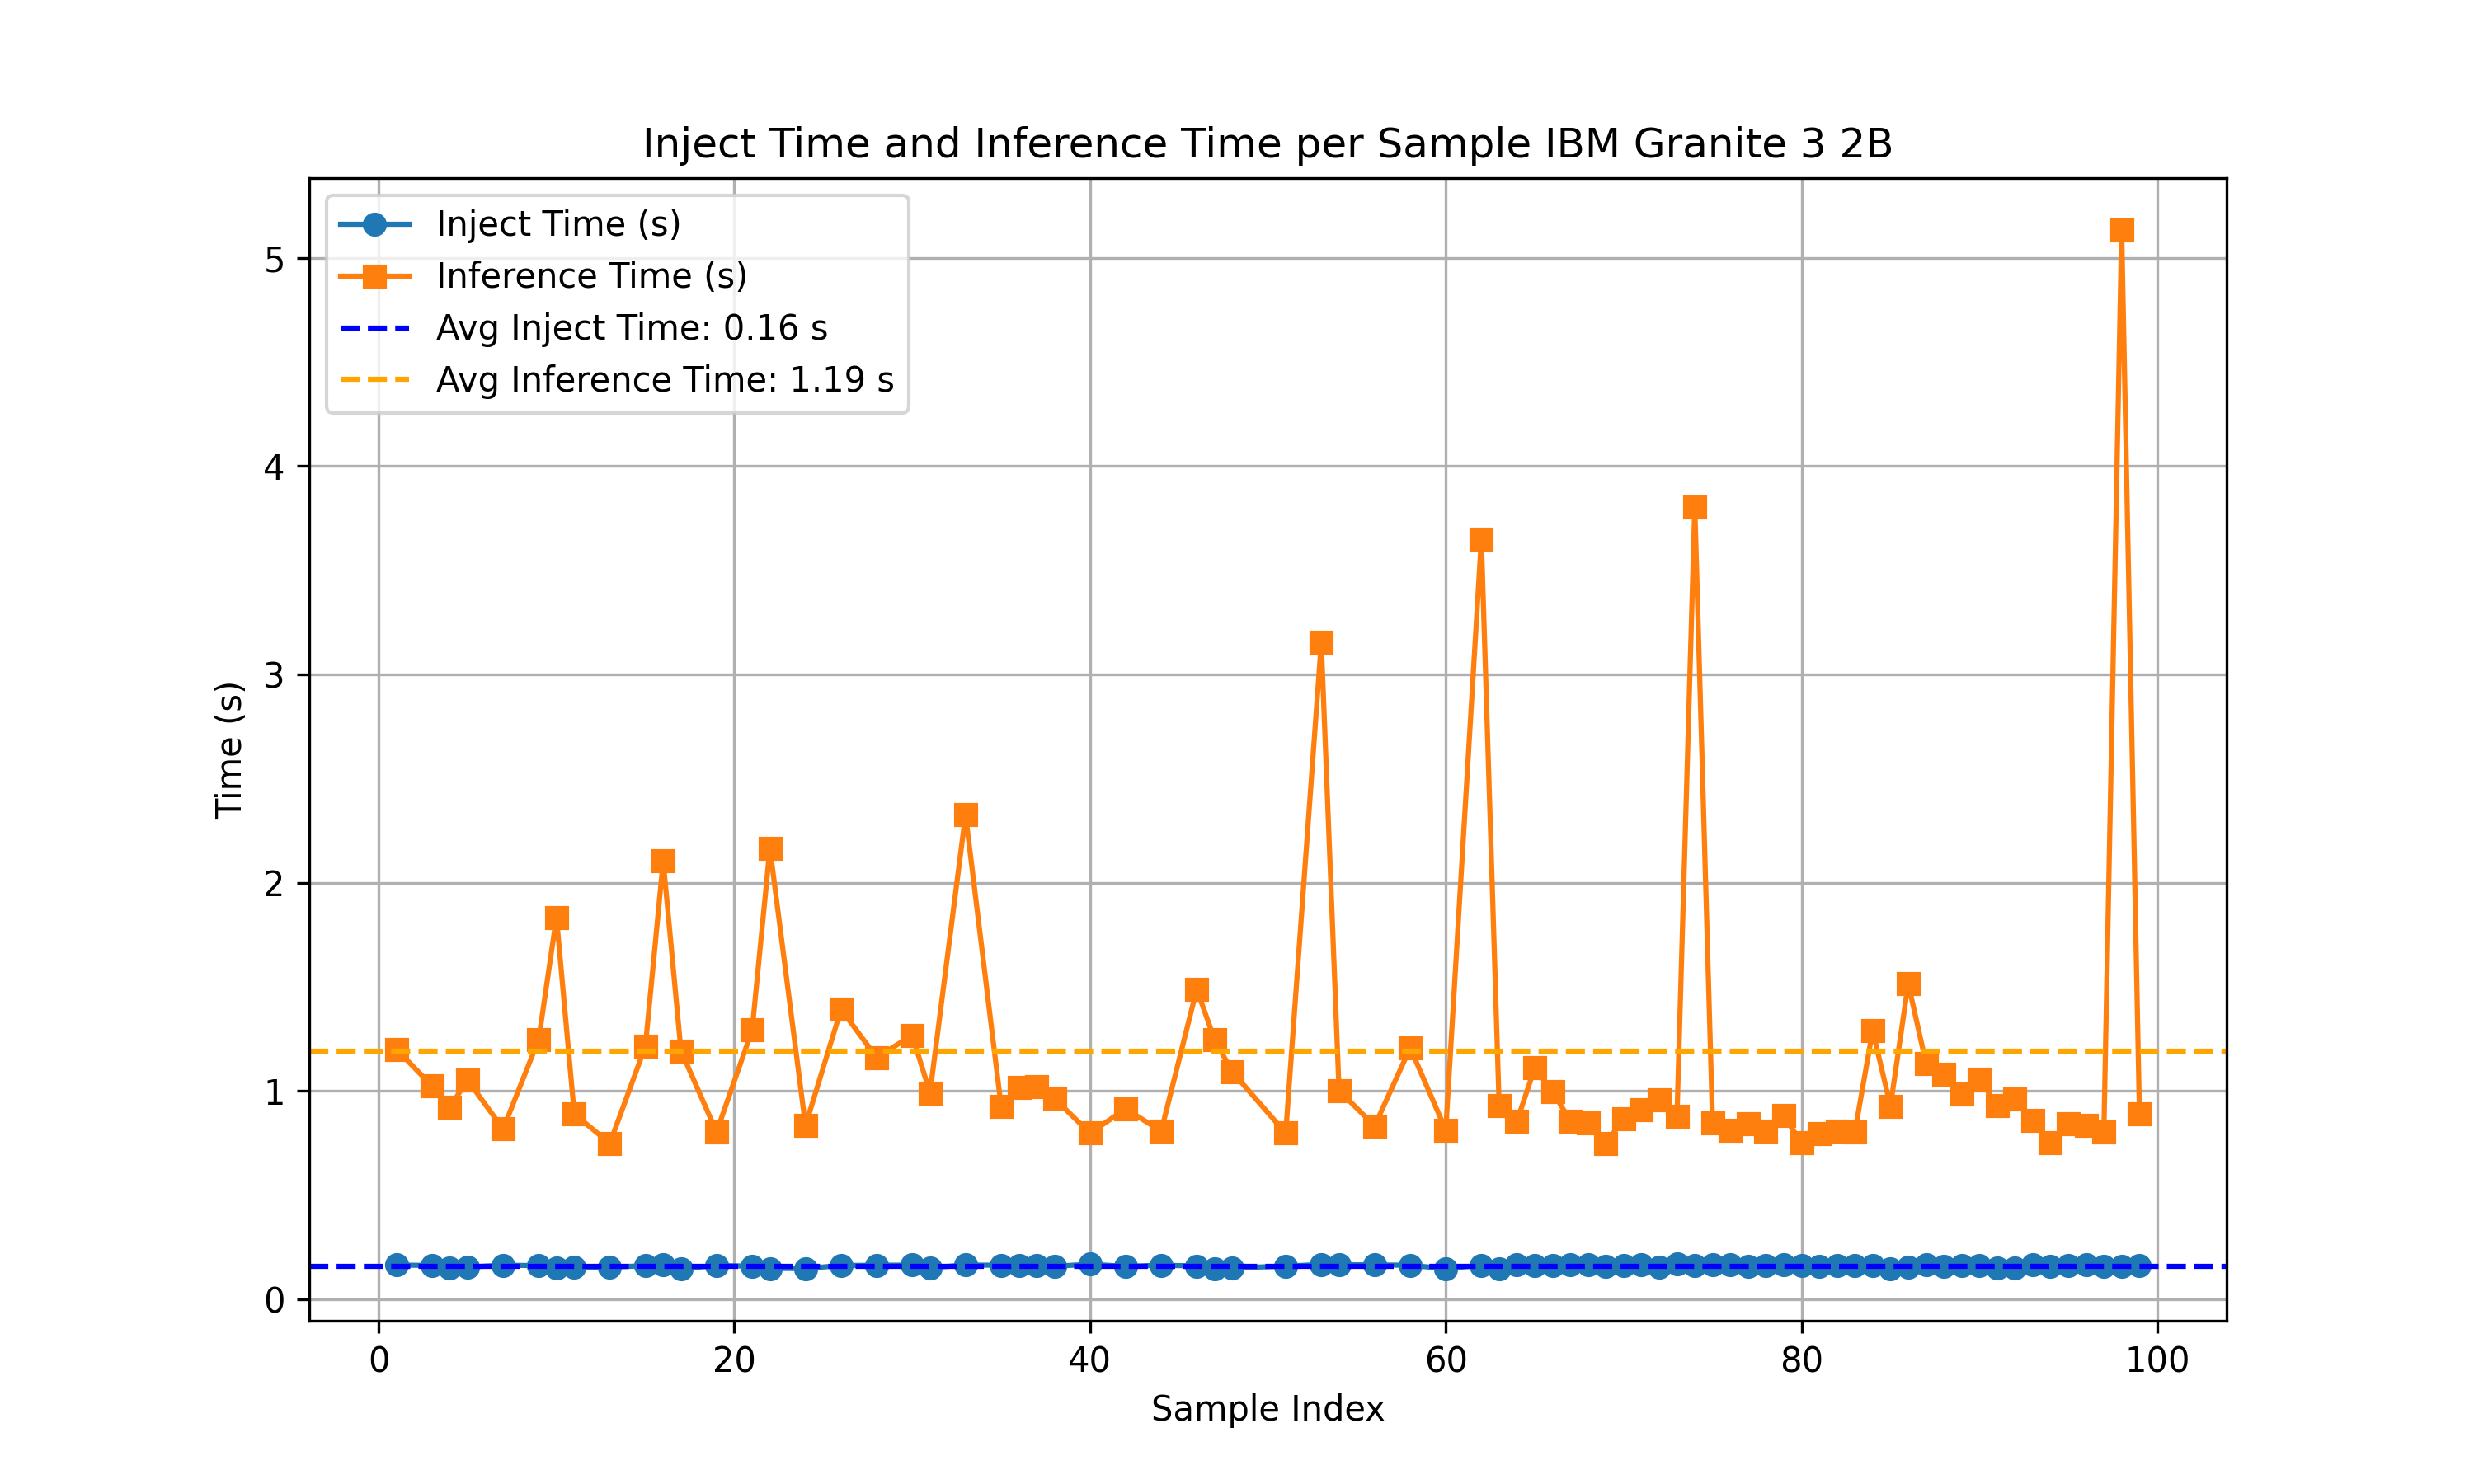 Inject Time and Inference Time per Sample IBM Granite 3 2B
Inject Time (s)
Inference Time (s)
Avg Inject Time: 0.16 s
Avg Inference Time: 1.19 s
Time (s)
5
4
3
2
1
0
0 20 40 60 80 100
Sample Index